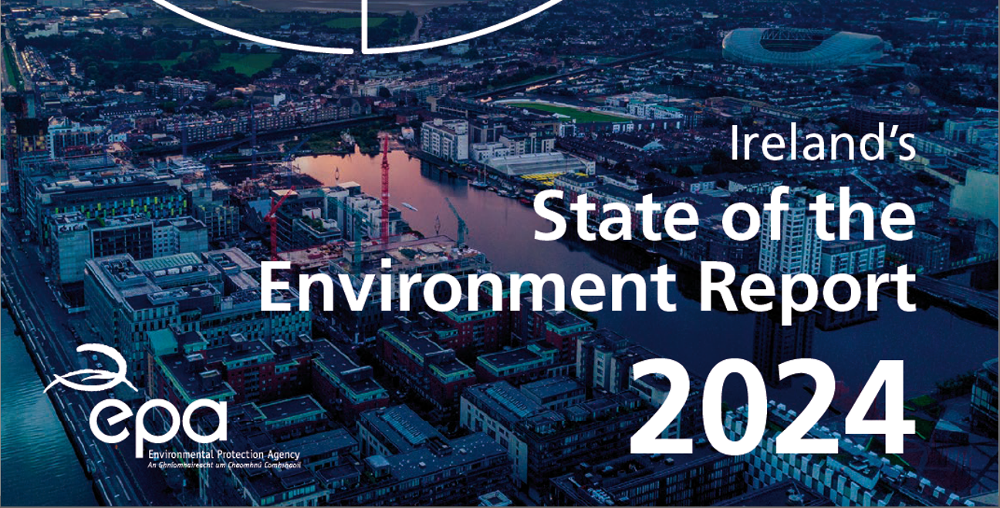 Ireland’s
State of the
Environment Report
2024
epa
Environmental Protection Agency
An Ghníomhaireacht um Chaomhnú Comhshaoil